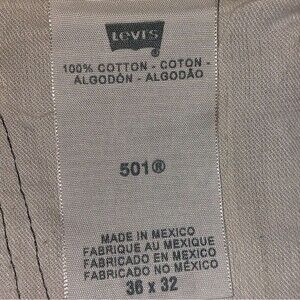 LEVI'S
100% COTTON - COTON -
ALGODÓN - ALGODÃO
501®
MADE IN MEXICO
FABRIQUE AU MEXIQUE
FABRICADO EN MEXICO
FABRICADO NO MÉXICO
36 x 32